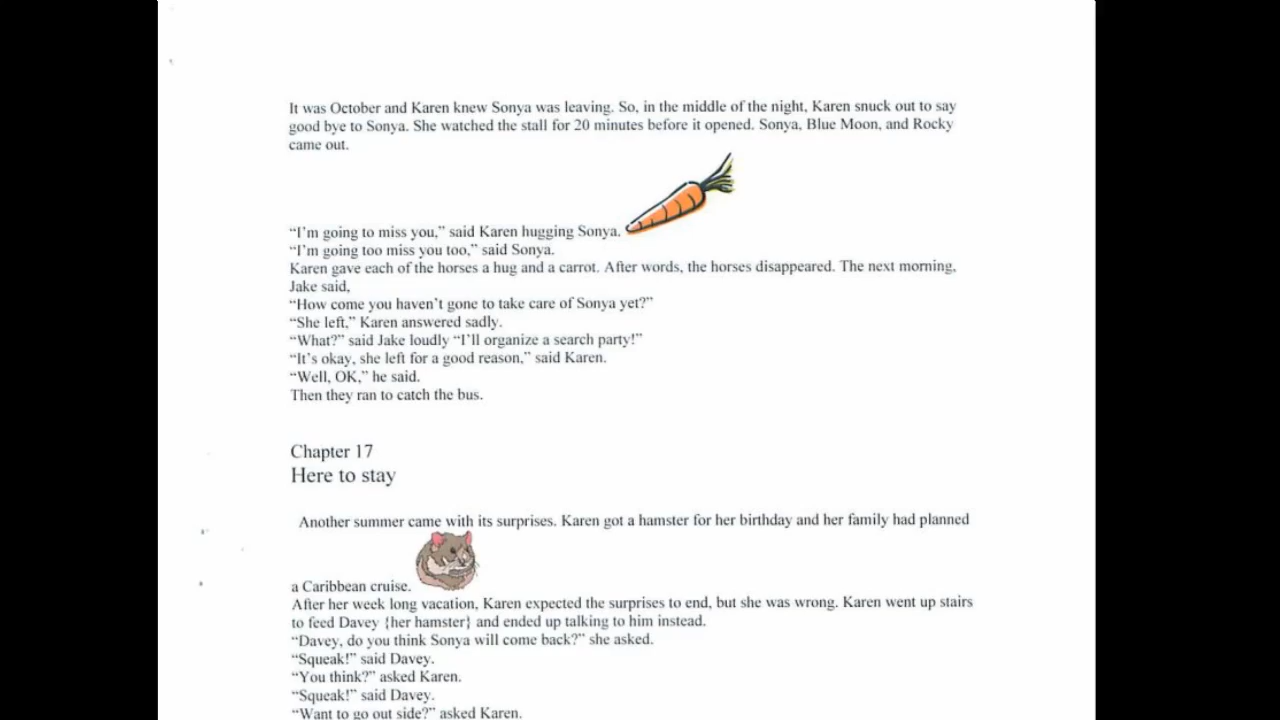 It was October and Karen knew Sonya was leaving. So, in the middle of the night, Karen snuck out to say
good bye to Sonya. She watched the stall for 20 minutes before it opened. Sonya, Blue Moon, and Rocky
came out.
“I’m going to miss you,” said Karen hugging Sonya.
“I’m going too miss you too,” said Sonya.
Karen gave each of the horses a hug and a carrot. After words, the horses disappeared. The next morning,
Jake said,
“How come you haven’t gone to take care of Sonya yet?”
“She left,” Karen answered sadly.
“What?” said Jake loudly “I’ll organize a search party!”
“It’s okay, she left for a good reason,” said Karen.
“Well, OK,” he said.
Then they ran to catch the bus.
Chapter 17
Here to stay
Another summer came with its surprises. Karen got a hamster for her birthday and her family had planned
a Caribbean cruise.
After her week long vacation, Karen expected the surprises to end, but she was wrong. Karen went up stairs
to feed Davey {her hamster} and ended up talking to him instead.
“Davey, do you think Sonya will come back?” she asked.
“Squeak!” said Davey.
“You think?” asked Karen.
“Squeak!” said Davey.
“Want to go out side?” asked Karen.